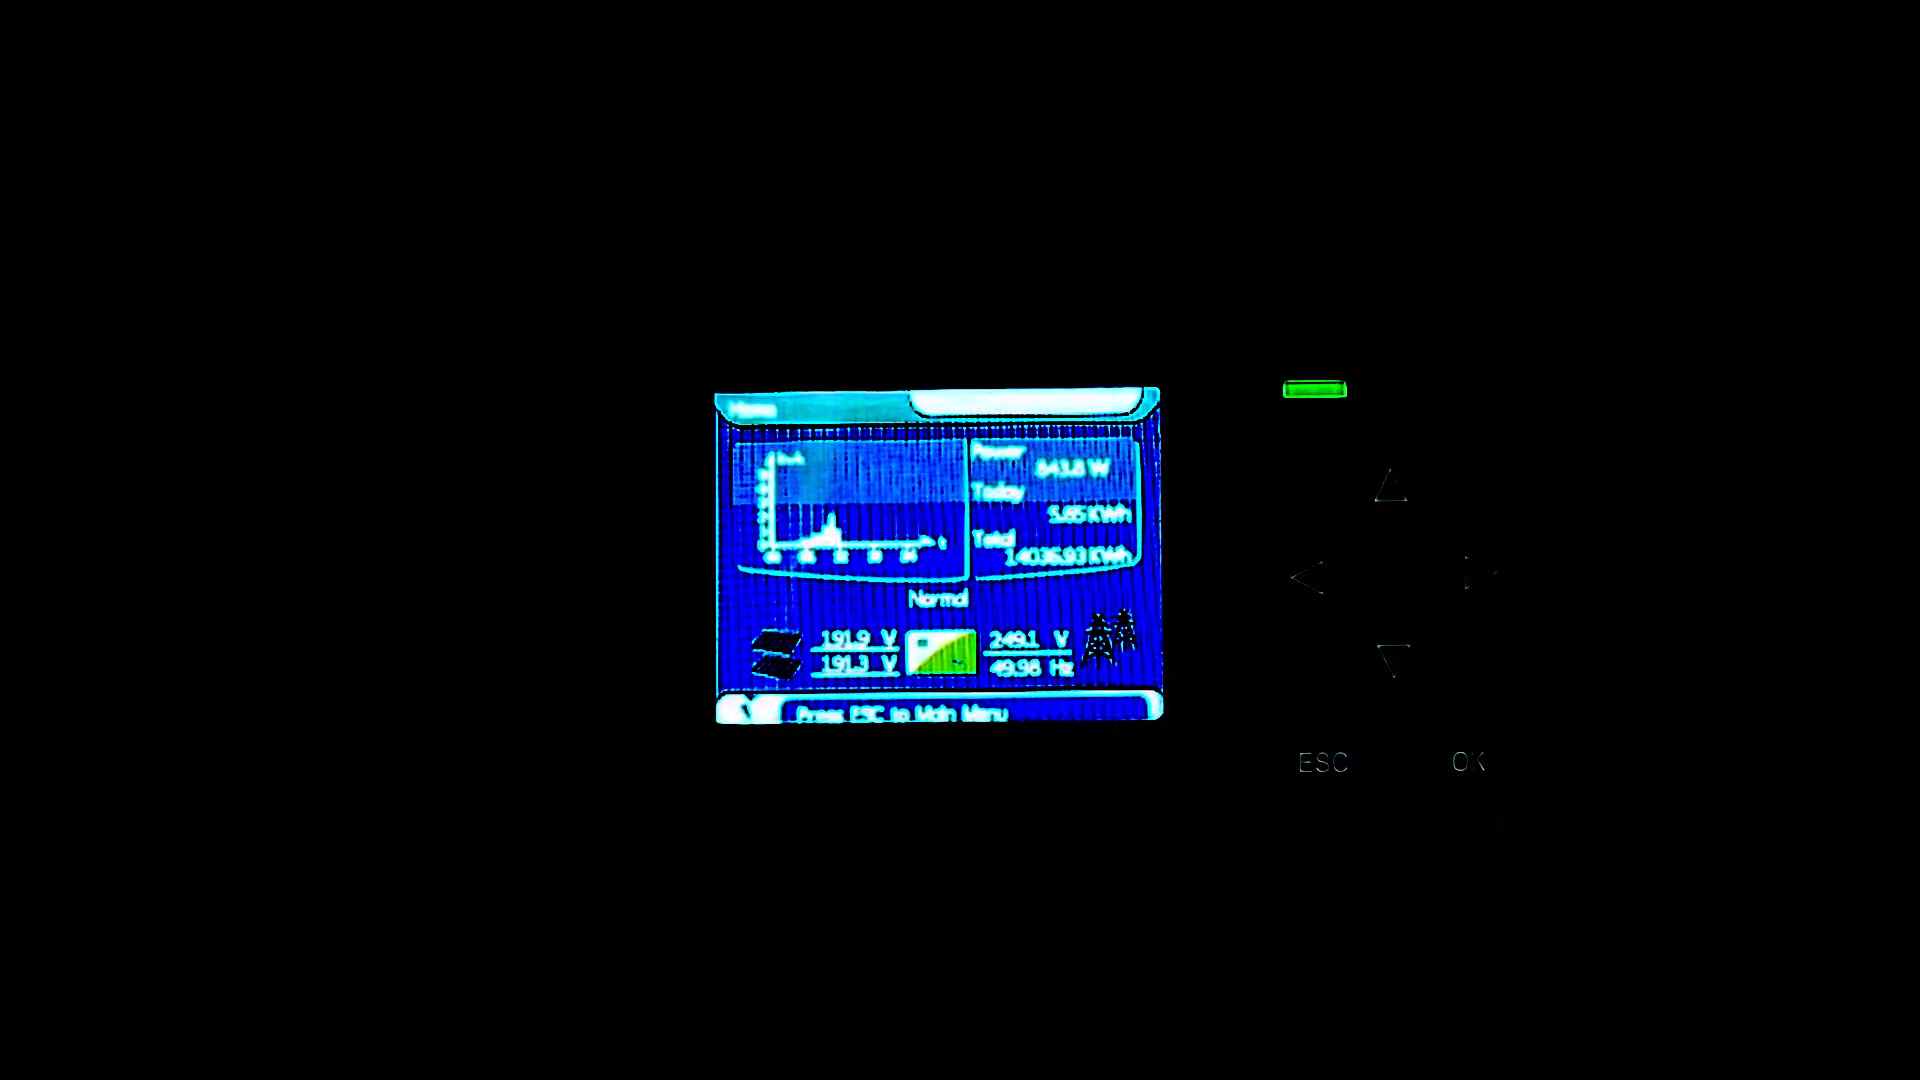 Home
Power
843.8 W
Today
5.65 KWh
Total
14036.93 KWh
Normal
191.9 V
191.3 V
249.1 V
49.98 Hz
Press ESC to Main Menu
ESC
OK